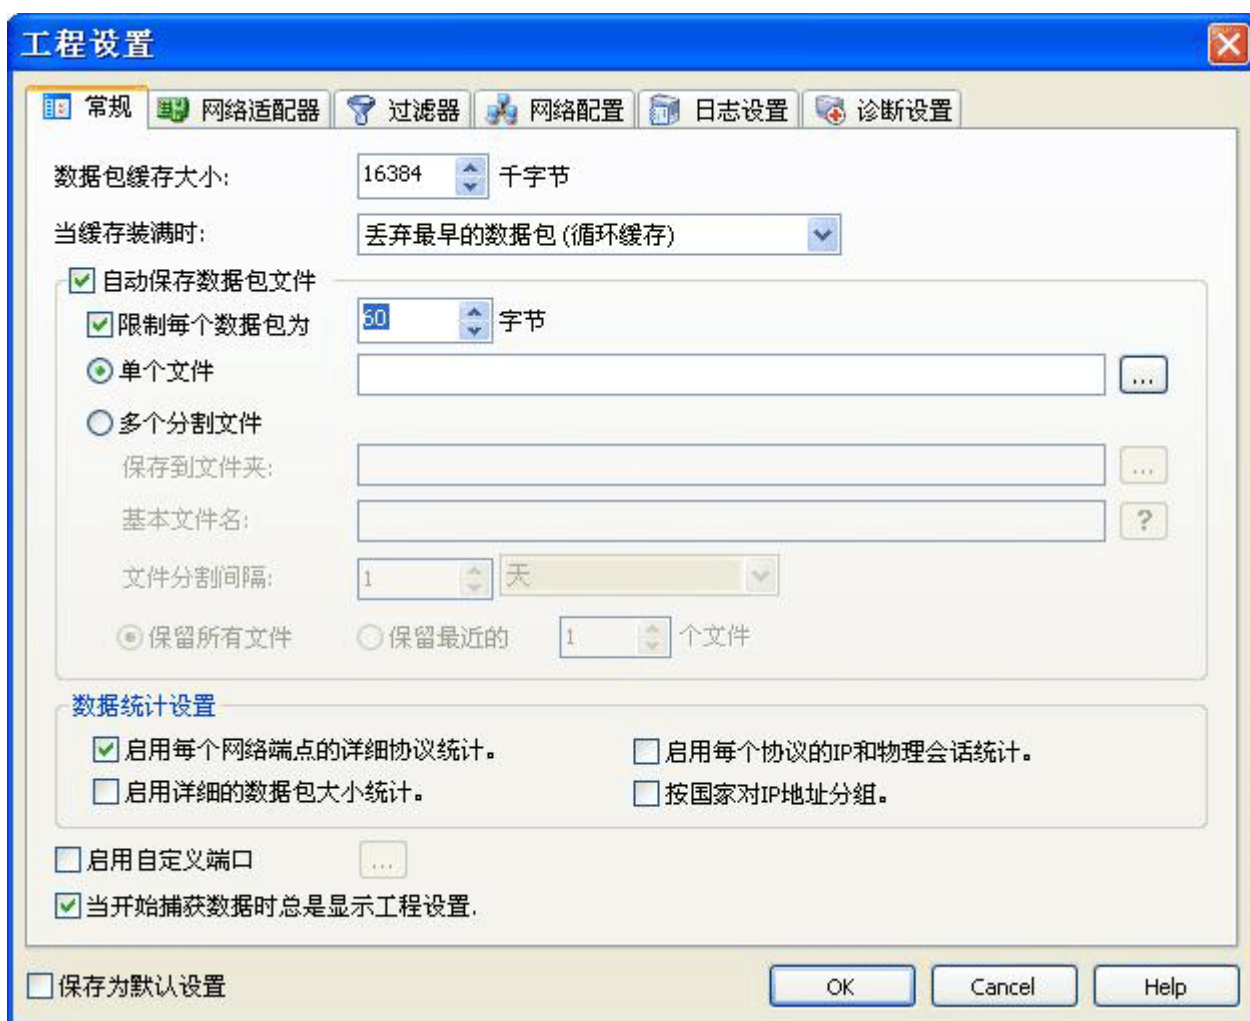 工程设置
常规 网络适配器 过滤器 网络配置 日志设置 诊断设置
数据包缓存大小: 16384 千字节
当缓存装满时: 丢弃最早的数据包 (循环缓存)
自动保存数据包文件
限制每个数据包为 60 字节
单个文件 ...
多个分割文件
保存到文件夹: ...
基本文件名: ?
文件分割间隔: 1 天
保留所有文件 保留最近的 1 个文件
数据统计设置
启用每个网络端点的详细协议统计。 启用每个协议的IP和物理会话统计。
启用详细的数据包大小统计。 按国家对IP地址分组。
启用自定义端口 ...
当开始捕获数据时总是显示工程设置.
保存为默认设置 OK Cancel Help